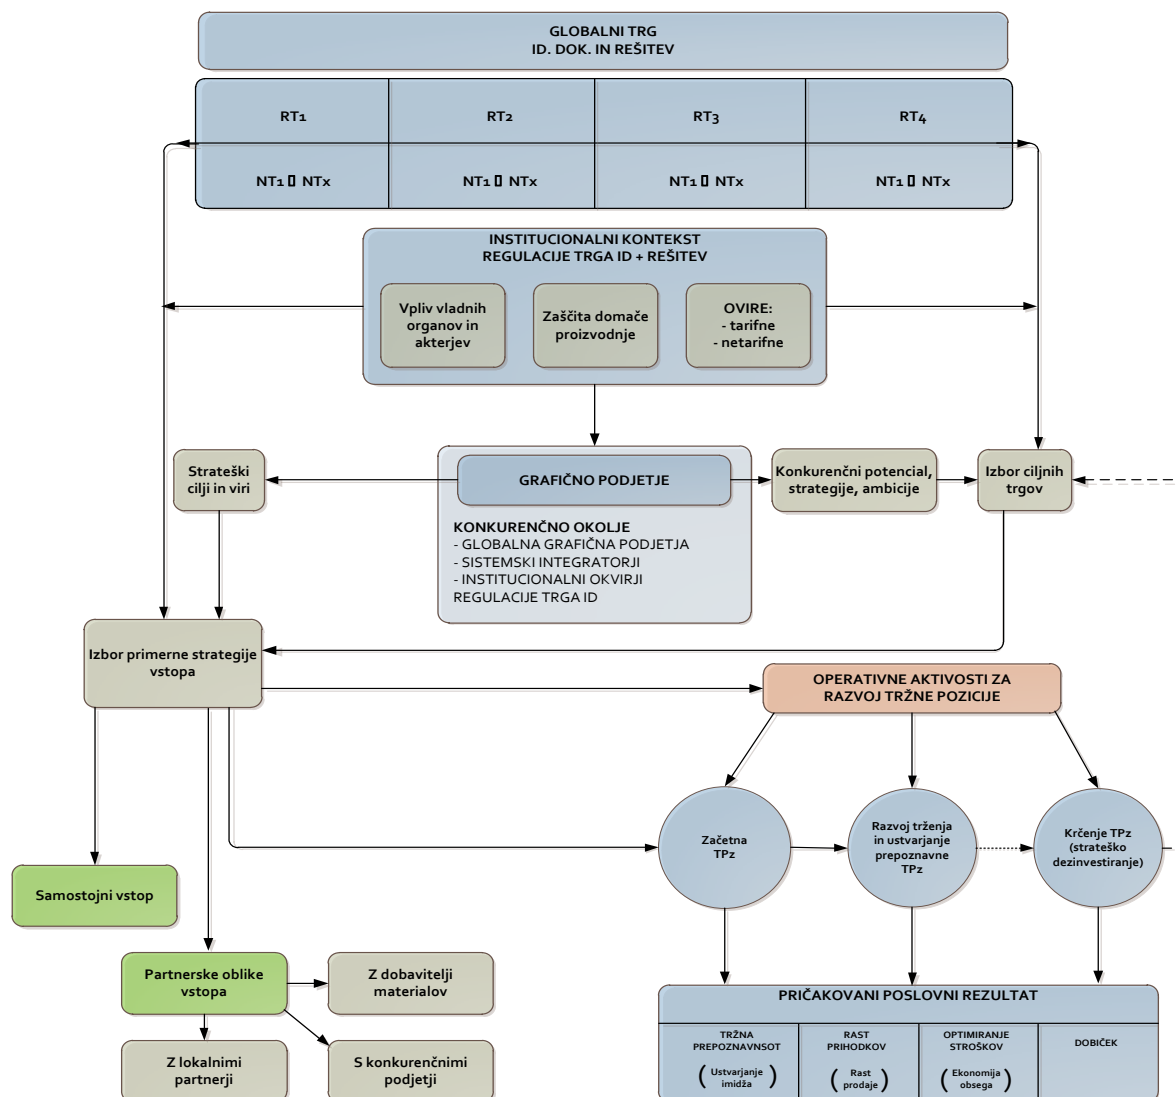 GLOBALNI TRG
ID. DOK. IN REŠITEV
RT1
RT2
RT3
RT4
NT1 ▯ NTx
NT1 ▯ NTx
NT1 ▯ NTx
NT1 ▯ NTx
INSTITUCIONALNI KONTEKST
REGULACIJE TRGA ID + REŠITEV
Vpliv vladnih
organov in
akterjev
Zaščita domače
proizvodnje
OVIRE:
- tarifne
- netarifne
Strateški
cilji in viri
GRAFIČNO PODJETJE
Konkurenčni potencial,
strategije, ambicije
Izbor ciljnih
trgov
KONKURENČNO OKOLJE
- GLOBALNA GRAFIČNA PODJETJA
- SISTEMSKI INTEGRATORJI
- INSTITUCIONALNI OKVIRJI
REGULACIJE TRGA ID
Izbor primerne strategije
vstopa
OPERATIVNE AKTIVOSTI ZA
RAZVOJ TRŽNE POZICIJE
Začetna
TPz
Razvoj trženja
in ustvarjanje
prepoznavne
TPz
Krčenje TPz
(strateško
dezinvestiranje)
Samostojni vstop
Partnerske oblike
vstopa
Z dobavitelji
materialov
Z lokalnimi
partnerji
S konkurenčnimi
podjetji
PRIČAKOVANI POSLOVNI REZULTAT
TRŽNA
PREPOZNAVNSOT
(Ustvarjanje
imidža)
RAST
PRIHODKOV
(Rast
prodaje)
OPTIMIRANJE
STROŠKOV
(Ekonomija
obsega)
DOBIČEK